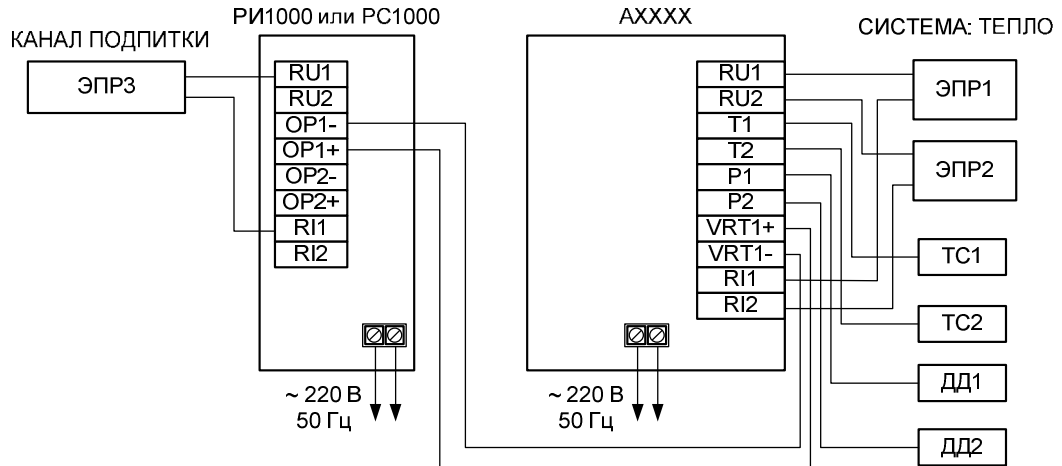 РИ1000 или РС1000
КАНАЛ ПОДПИТКИ
ЭПР3
RU1
RU2
OP1-
OP1+
OP2-
OP2+
RI1
RI2
~ 220 В
50 Гц
АХХХХ
RU1
RU2
T1
T2
P1
P2
VRT1+
VRT1-
RI1
RI2
~ 220 В
50 Гц
СИСТЕМА: ТЕПЛО
ЭПР1
ЭПР2
ТС1
ТС2
ДД1
ДД2